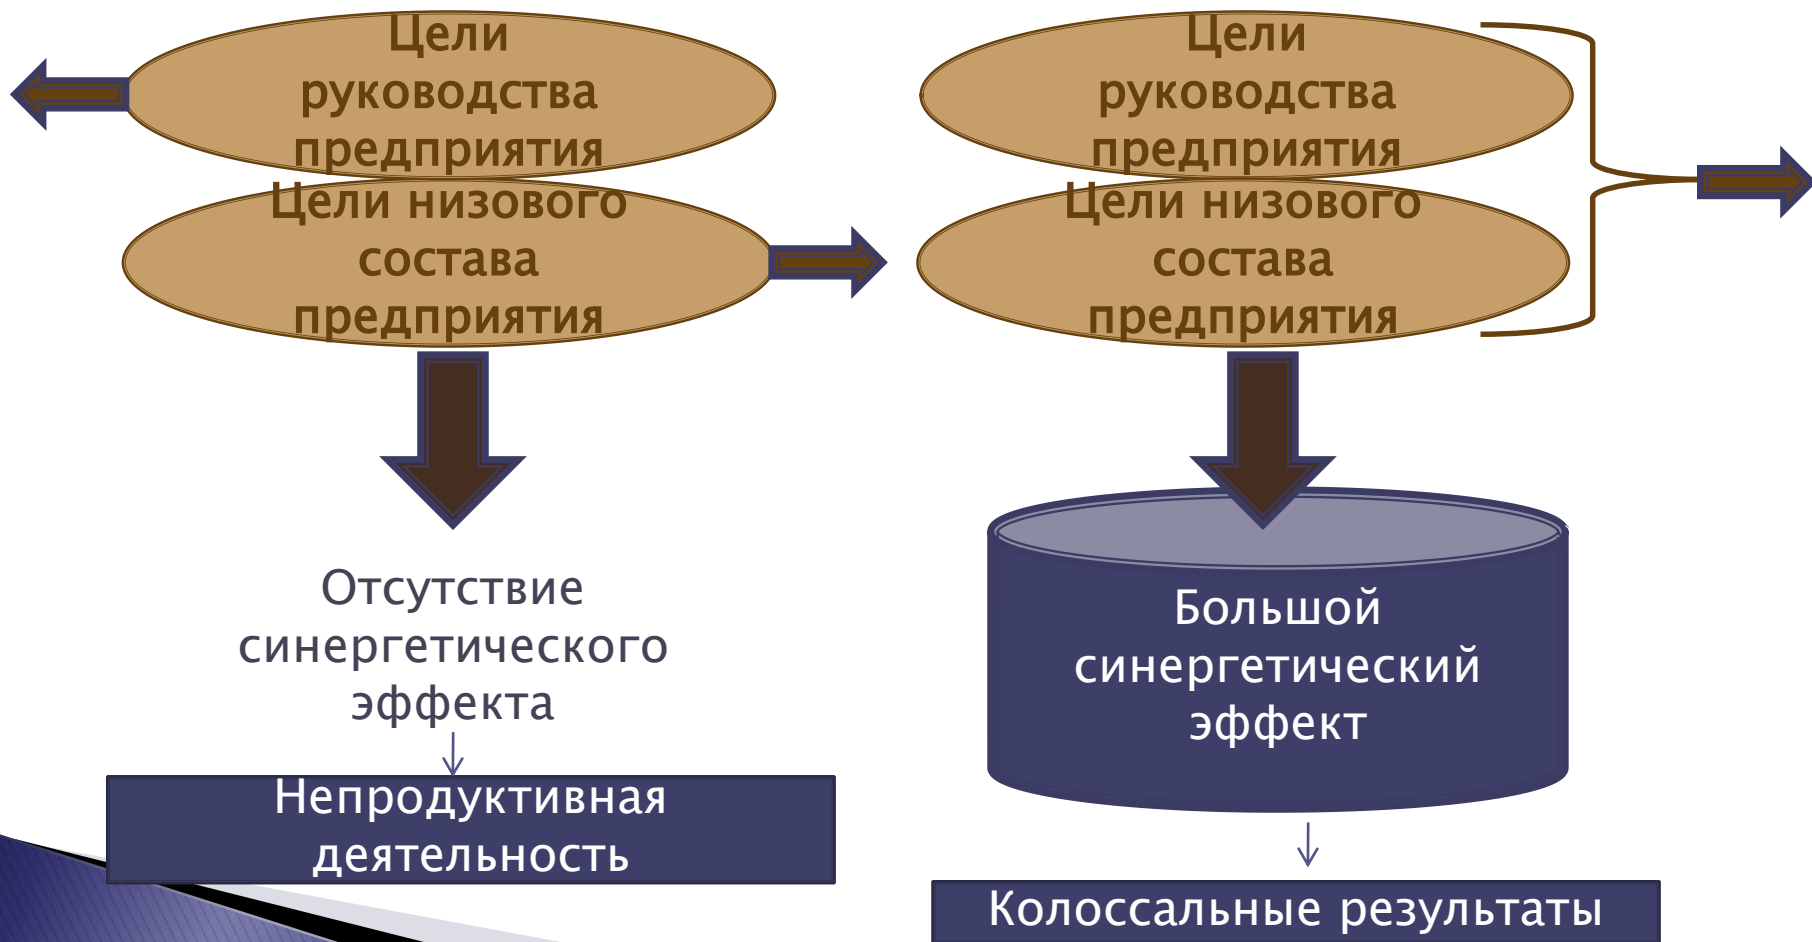 Цели
руководства
предприятия
Цели низового
состава
предприятия
Отсутствие
синергетического
эффекта
Непродуктивная
деятельность
Цели
руководства
предприятия
Цели низового
состава
предприятия
Большой
синергетический
эффект
Колоссальные результаты